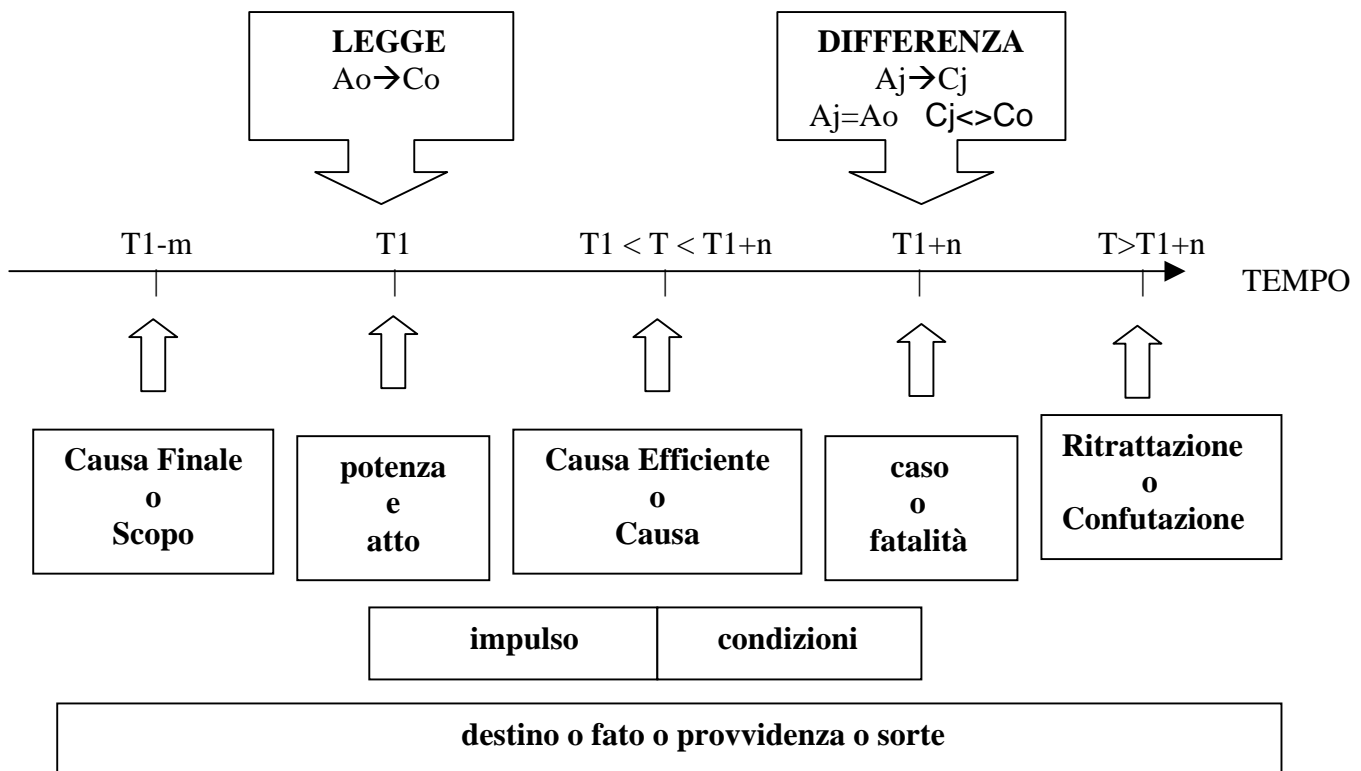 LEGGE
Ao→Co
DIFFERENZA
Aj→Cj
Aj=Ao Cj<>Co
T1-m
T1
T1 < T < T1+n
T1+n
T>T1+n
TEMPO
Causa Finale
o
Scopo
potenza
e
atto
Causa Efficiente
o
Causa
caso
o
fatalità
Ritrattazione
o
Confutazione
impulso
condizioni
destino o fato o provvidenza o sorte